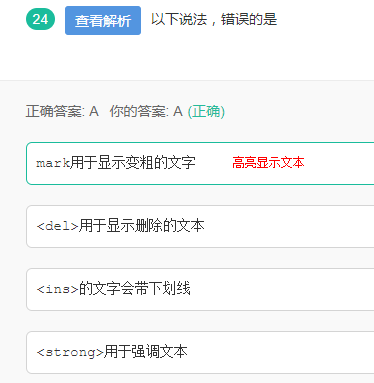 24 查看解析 以下说法，错误的是
正确答案: A 你的答案: A (正确)
mark用于显示变粗的文字 高亮显示文本
<del>用于显示删除的文本
<ins>的文字会带下划线
<strong>用于强调文本